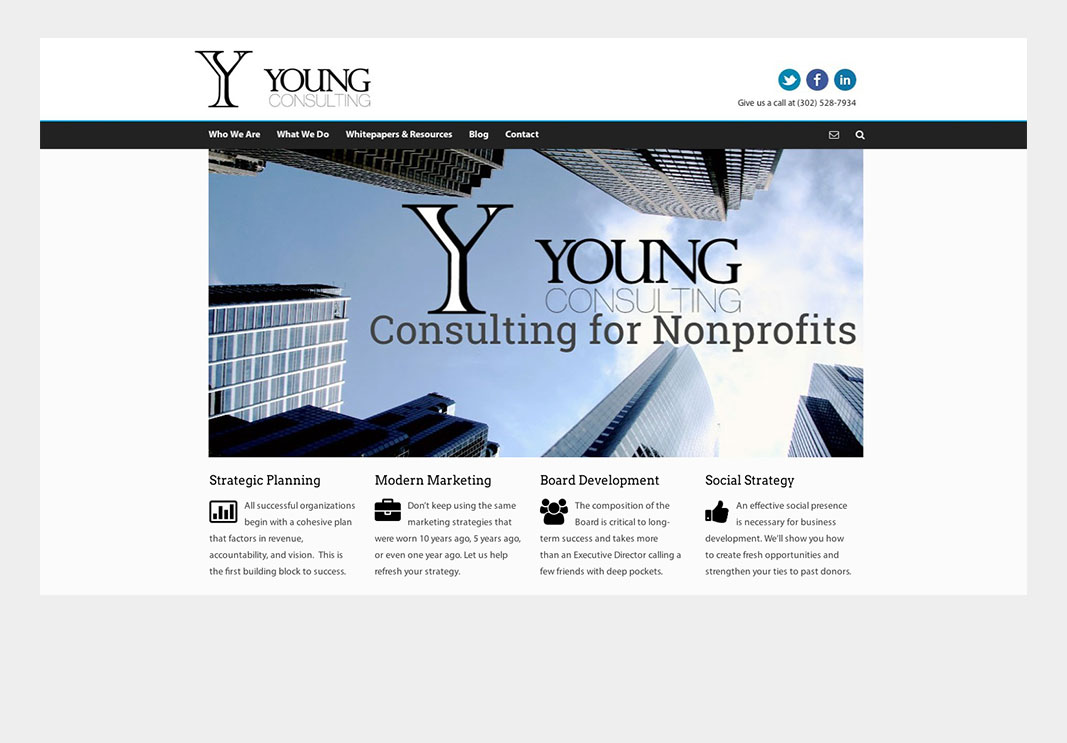 Y YOUNG
CONSULTING
Give us a call at (302) 528-7934
Who We Are What We Do Whitepapers & Resources Blog Contact
Y YOUNG
CONSULTING
Consulting for Nonprofits
Strategic Planning
All successful organizations
begin with a cohesive plan
that factors in revenue,
accountability, and vision. This is
the first building block to success.
Modern Marketing
Don't keep using the same
marketing strategies that
were worn 10 years ago, 5 years ago,
or even one year ago. Let us help
refresh your strategy.
Board Development
The composition of the
Board is critical to long-
term success and takes more
than an Executive Director calling a
few friends with deep pockets.
Social Strategy
An effective social presence
is necessary for business
development. We'll show you how
to create fresh opportunities and
strengthen your ties to past donors.